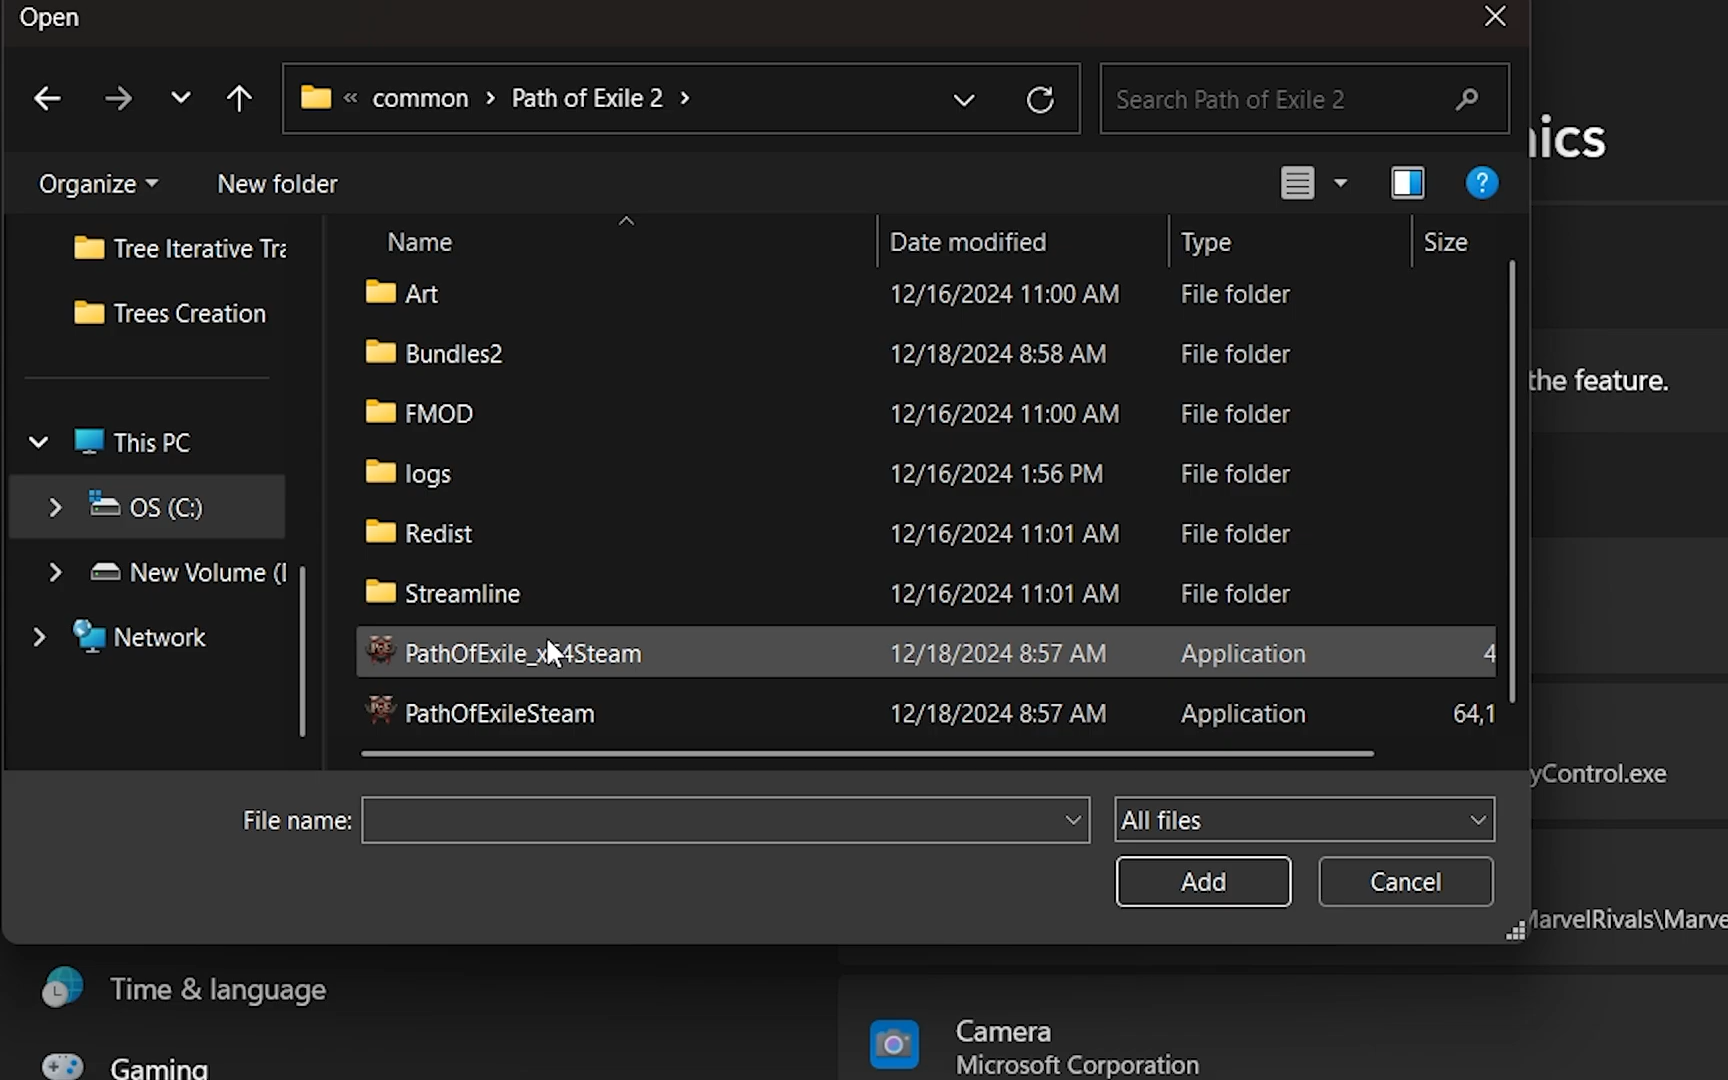 Open
« common › Path of Exile 2 ›
Search Path of Exile 2
Organize
New folder
?
Name
Date modified
Type
Size
Tree Iterative Tra
Trees Creation
This PC
OS (C:)
New Volume (
Network
Art 12/16/2024 11:00 AM File folder
Bundles2 12/18/2024 8:58 AM File folder
FMOD 12/16/2024 11:00 AM File folder
logs 12/16/2024 1:56 PM File folder
Redist 12/16/2024 11:01 AM File folder
Streamline 12/16/2024 11:01 AM File folder
PathOfExile_x64Steam 12/18/2024 8:57 AM Application 4
PathOfExileSteam 12/18/2024 8:57 AM Application 64,1
File name:
All files
Add
Cancel
ics
the feature.
yControl.exe
MarvelRivals\Marve
Time & language
Gaming
Camera
Microsoft Corporation